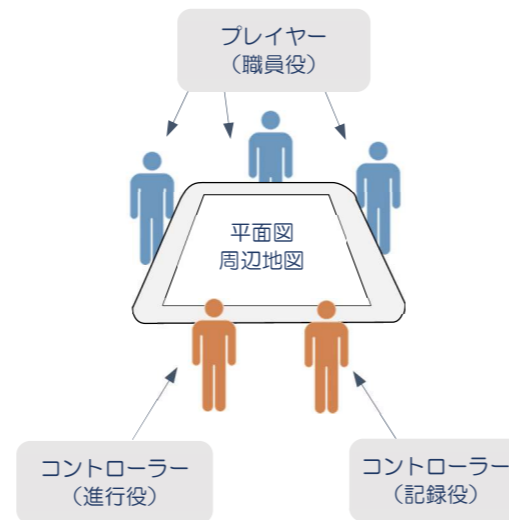 プレイヤー
（職員役）
平面図
周辺地図
コントローラー
（進行役）
コントローラー
（記録役）